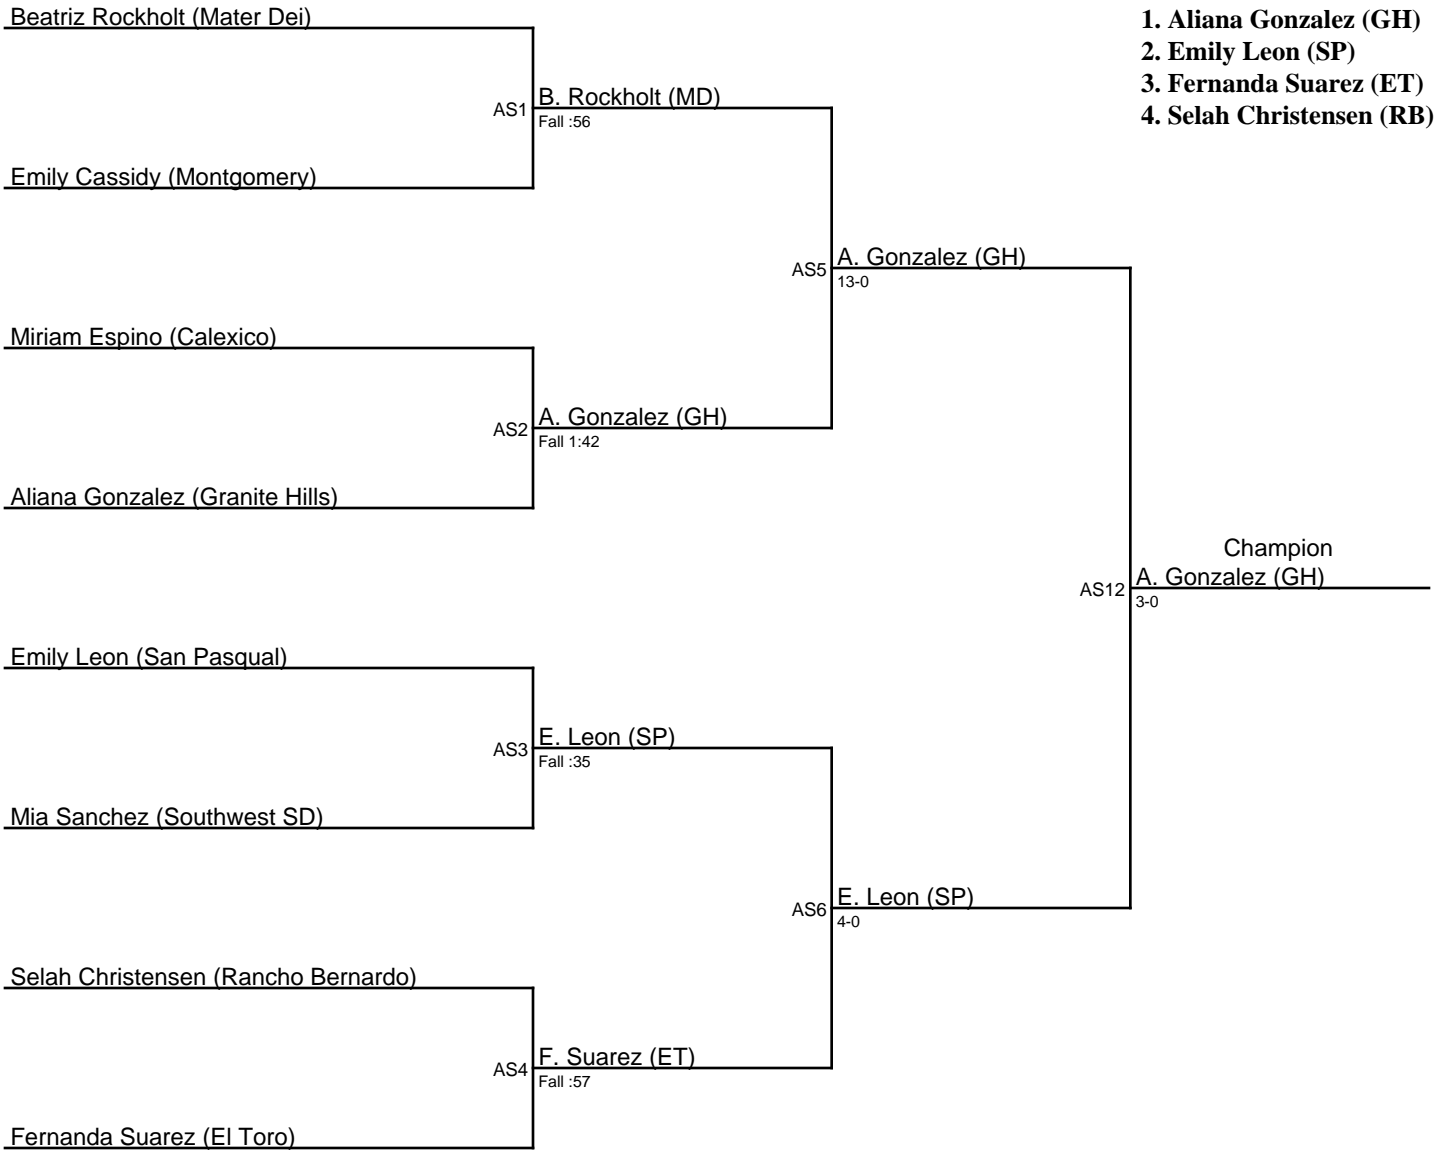 Beatriz Rockholt (Mater Dei)
1. Aliana Gonzalez (GH)
2. Emily Leon (SP)
3. Fernanda Suarez (ET)
4. Selah Christensen (RB)
AS1
B. Rockholt (MD)
Fall :56
Emily Cassidy (Montgomery)
AS5
A. Gonzalez (GH)
13-0
Miriam Espino (Calexico)
AS2
A. Gonzalez (GH)
Fall 1:42
Aliana Gonzalez (Granite Hills)
Champion
AS12
A. Gonzalez (GH)
3-0
Emily Leon (San Pasqual)
AS3
E. Leon (SP)
Fall :35
Mia Sanchez (Southwest SD)
AS6
E. Leon (SP)
4-0
Selah Christensen (Rancho Bernardo)
AS4
F. Suarez (ET)
Fall :57
Fernanda Suarez (El Toro)